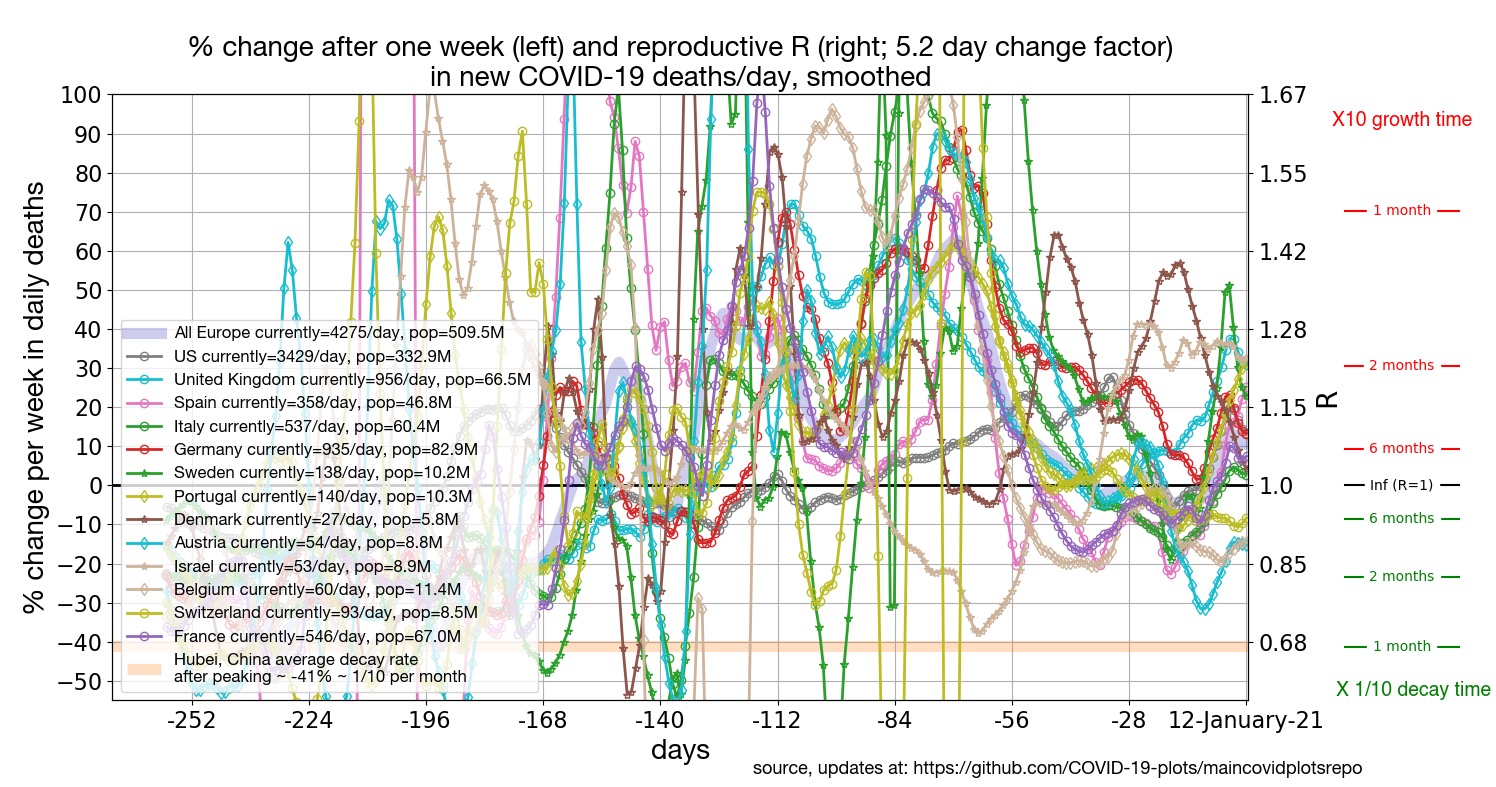 % change after one week (left) and reproductive R (right; 5.2 day change factor)
in new COVID-19 deaths/day, smoothed
% change per week in daily deaths
100
90
80
70
60
50
40
30
20
10
0
−10
−20
−30
−40
−50
All Europe currently=4275/day, pop=509.5M
US currently=3429/day, pop=332.9M
United Kingdom currently=956/day, pop=66.5M
Spain currently=358/day, pop=46.8M
Italy currently=537/day, pop=60.4M
Germany currently=935/day, pop=82.9M
Sweden currently=138/day, pop=10.2M
Portugal currently=140/day, pop=10.3M
Denmark currently=27/day, pop=5.8M
Austria currently=54/day, pop=8.8M
Israel currently=53/day, pop=8.9M
Belgium currently=60/day, pop=11.4M
Switzerland currently=93/day, pop=8.5M
France currently=546/day, pop=67.0M
Hubei, China average decay rate
after peaking ~ -41% ~ 1/10 per month
1.67
1.55
1.42
1.28
1.15
1.0
0.85
0.68
R
X10 growth time
1 month
2 months
6 months
Inf (R=1)
6 months
2 months
1 month
X 1/10 decay time
-252 -224 -196 -168 -140 -112 -84 -56 -28 12-January-21
days
source, updates at: https://github.com/COVID-19-plots/maincovidplotsrepo